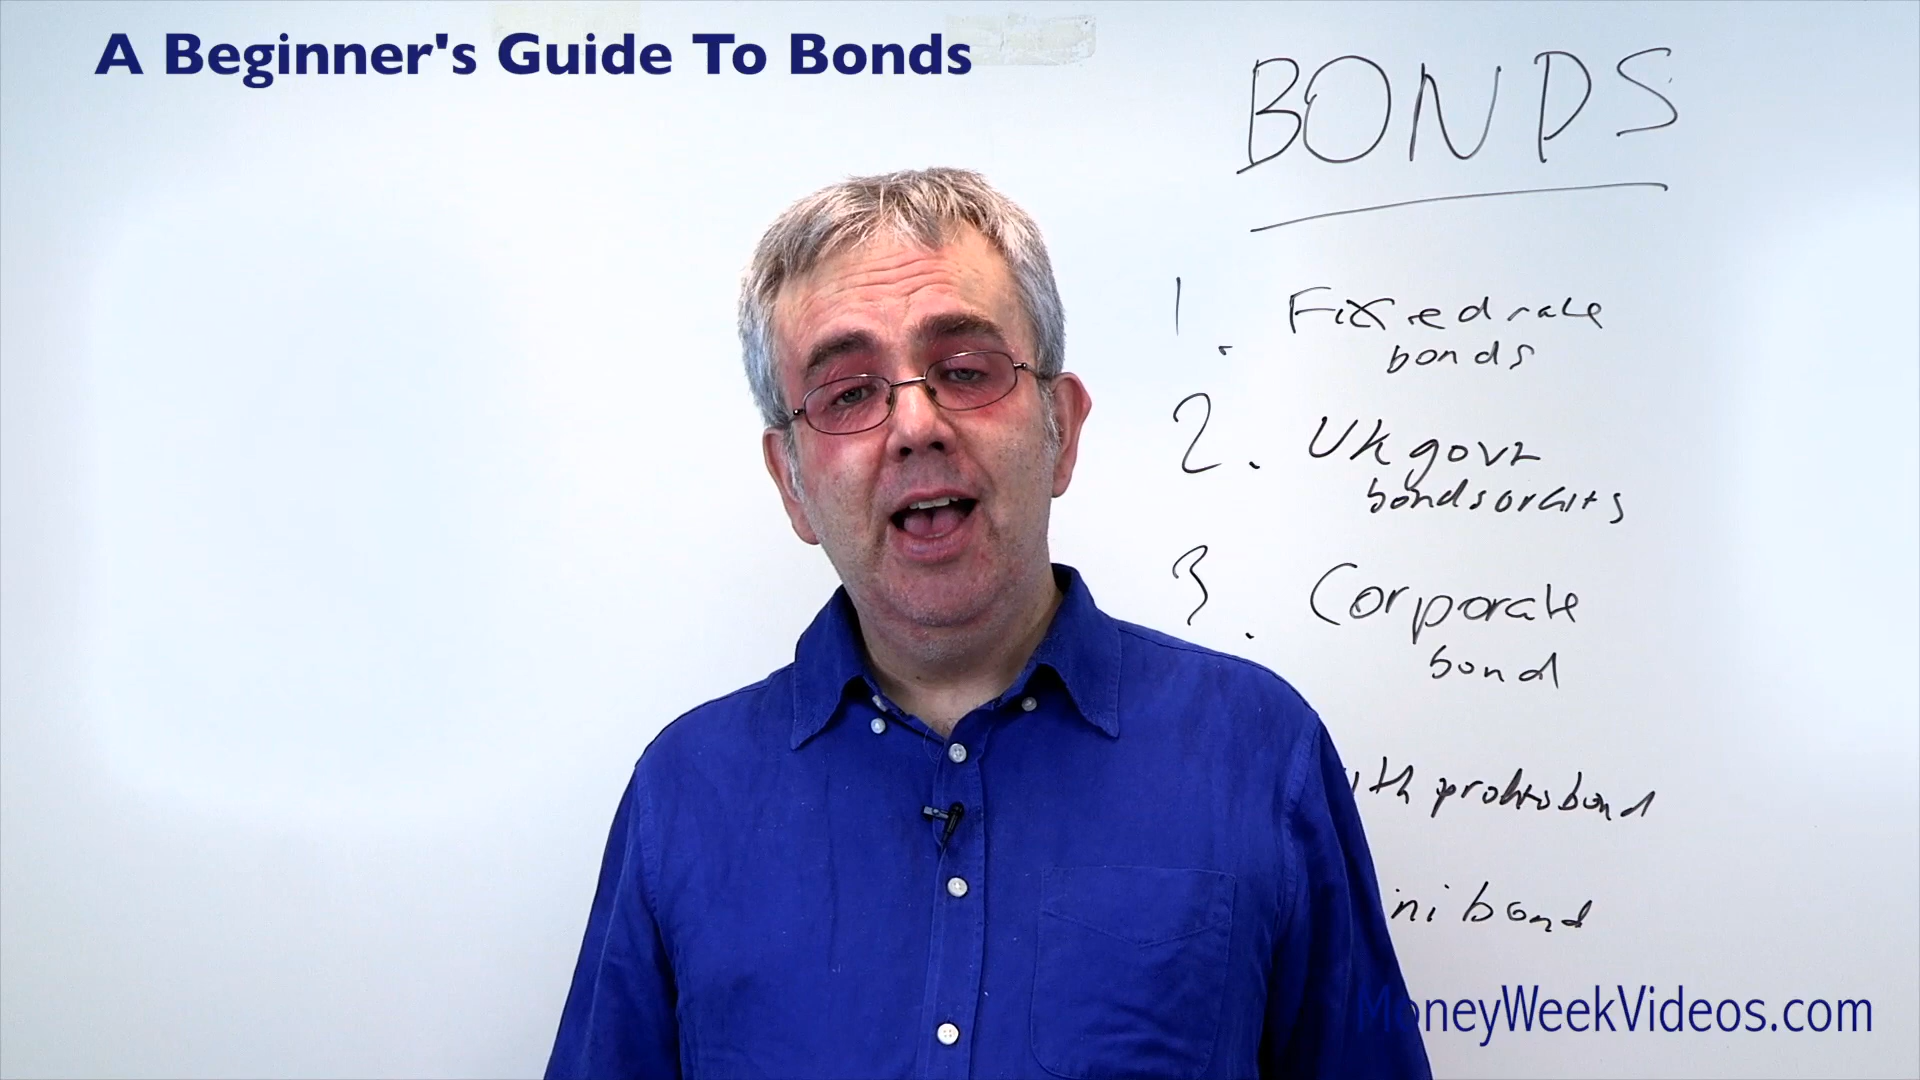 A Beginner's Guide To Bonds
BONDS
1. Fixed rate
bonds
2. UK govt
bonds or
3. Corporate
bond
bond
bond
MoneyWeekVideos.com